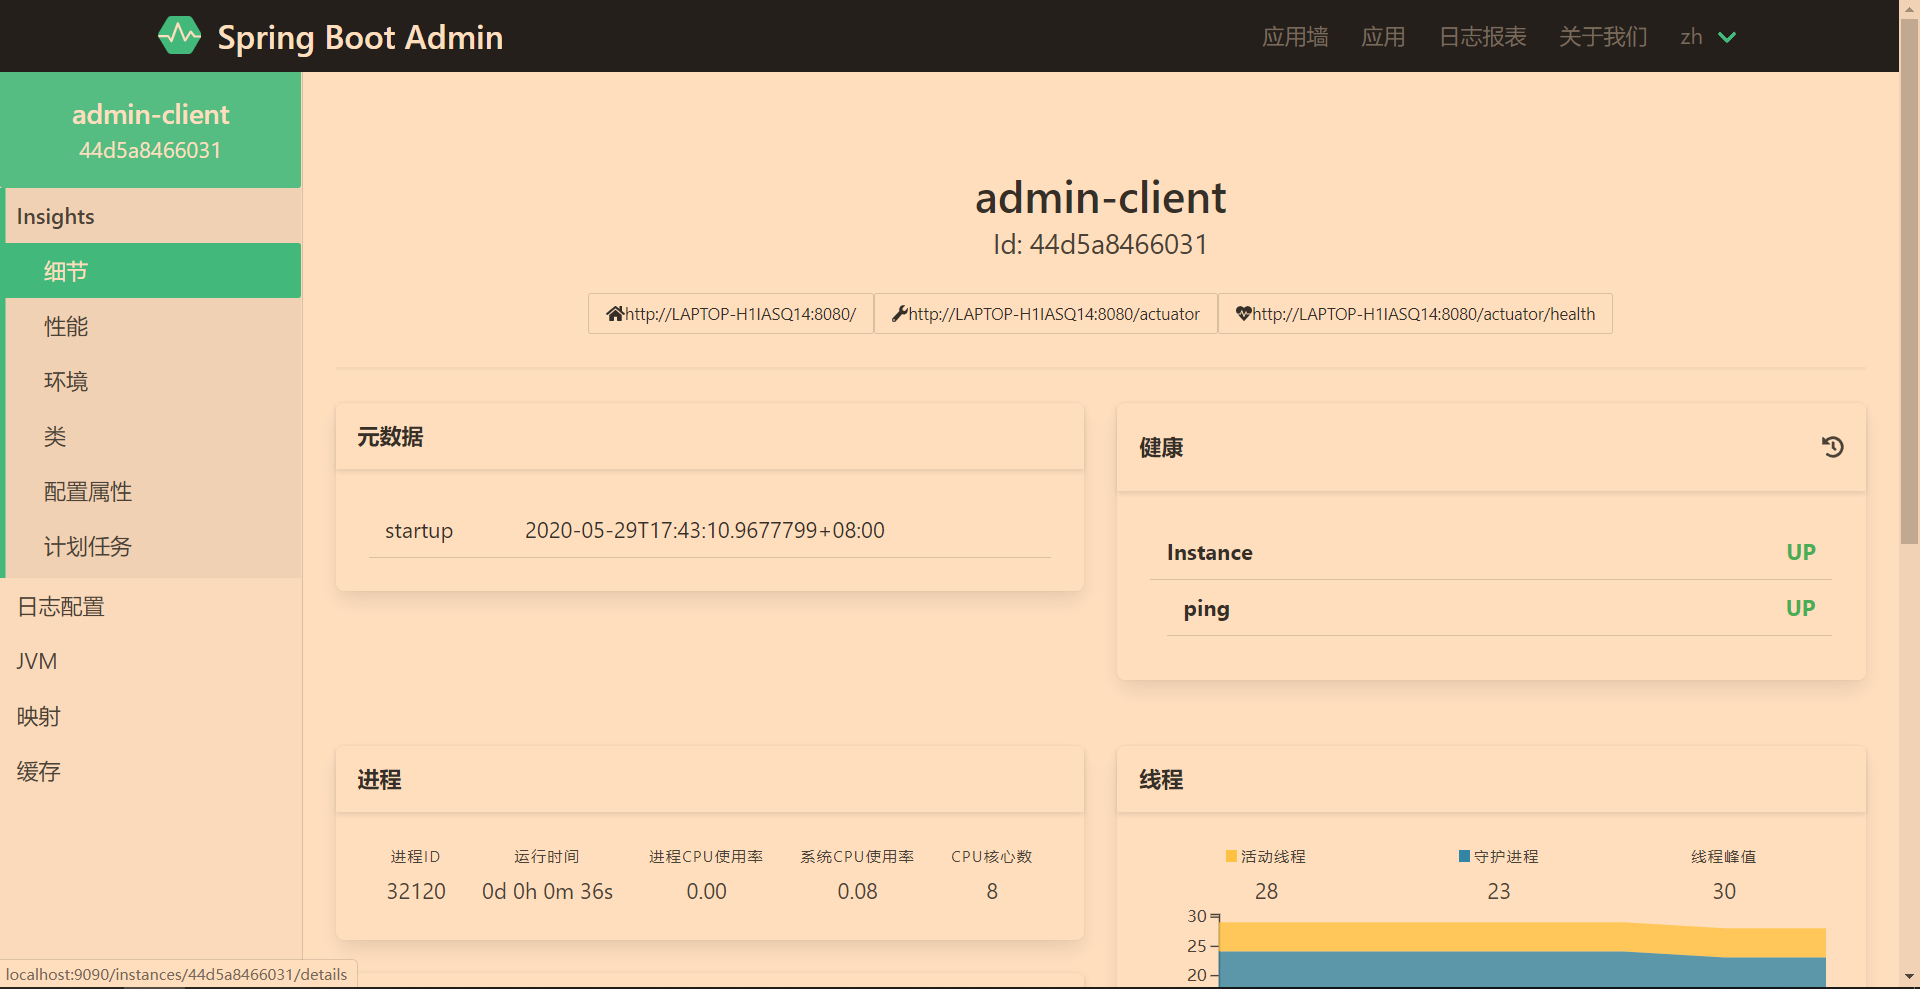 Spring Boot Admin
应用墙 应用 日志报表 关于我们 zh
admin-client
44d5a8466031
Insights
细节
性能
环境
类
配置属性
计划任务
日志配置
JVM
映射
缓存
admin-client
Id: 44d5a8466031
http://LAPTOP-H1IASQ14:8080/ http://LAPTOP-H1IASQ14:8080/actuator http://LAPTOP-H1IASQ14:8080/actuator/health
元数据
startup 2020-05-29T17:43:10.9677799+08:00
健康
Instance UP
ping UP
进程
进程ID 运行时间 进程CPU使用率 系统CPU使用率 CPU核心数
32120 0d 0h 0m 36s 0.00 0.08 8
线程
活动线程 守护进程 线程峰值
28 23 30
30
25
20
localhost:9090/instances/44d5a8466031/details